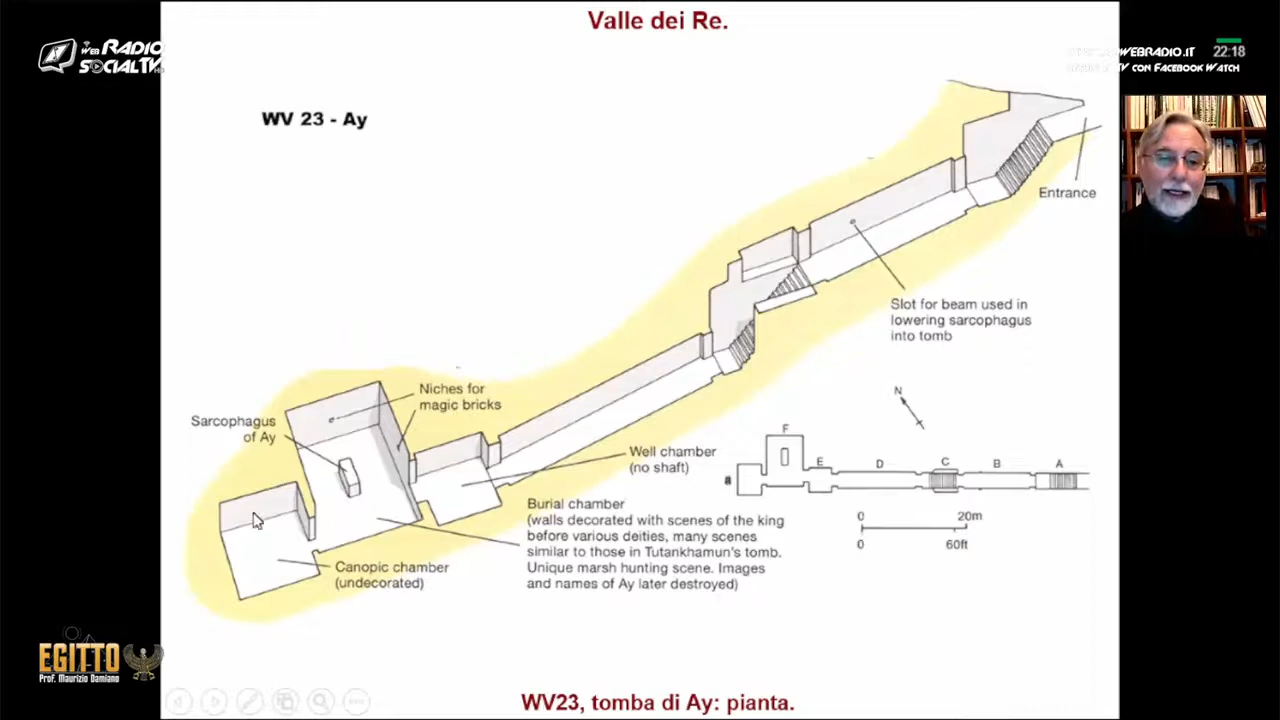 Valle dei Re.
WEB RADIO
SOCIALTV
WEBRADIO.IT
22:18
TV CON FACEBOOK WATCH
WV 23 - Ay
Entrance
Slot for beam used in
lowering sarcophagus
into tomb
Niches for
magic bricks
Sarcophagus
of Ay
N
Well chamber
(no shaft)
F
E
D
C
B
A
Burial chamber
(walls decorated with scenes of the king
before various deities, many scenes
similar to those in Tutankhamun's tomb.
Unique marsh hunting scene. Images
and names of Ay later destroyed)
0
20m
0
60ft
Canopic chamber
(undecorated)
EGITTO
Prof. Maurizio Damiano
WV23, tomba di Ay: pianta.